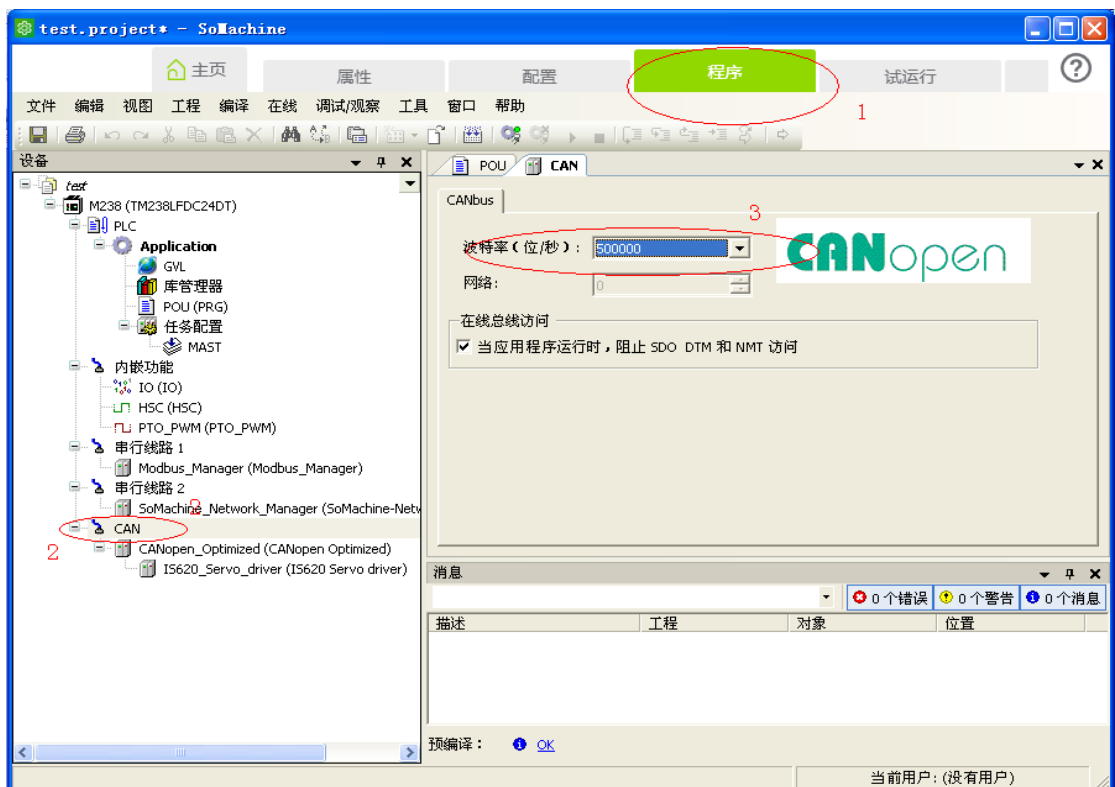 test.project* - SoMachine
主页 属性 配置 程序 试运行
1
文件 编辑 视图 工程 编译 在线 调试/观察 工具 窗口 帮助
设备
test
M238 (TM238LFDC24DT)
PLC
Application
GVL
库管理器
POU (PRG)
任务配置
MAST
内嵌功能
IO (IO)
HSC (HSC)
PTO_PWM (PTO_PWM)
串行线路 1
Modbus_Manager (Modbus_Manager)
串行线路 2
SoMachine_Network_Manager (SoMachine-Netw
2
CAN
2
CANopen_Optimized (CANopen Optimized)
IS620_Servo_driver (IS620 Servo driver)
POU CAN
CANbus
3
波特率（位/秒）： 500000
CANopen
网络: 0
在线总线访问
当应用程序运行时，阻止 SDO DTM 和 NMT 访问
消息
0 个错误 0 个警告 0 个消息
描述 工程 对象 位置
预编译： OK
当前用户: (没有用户)